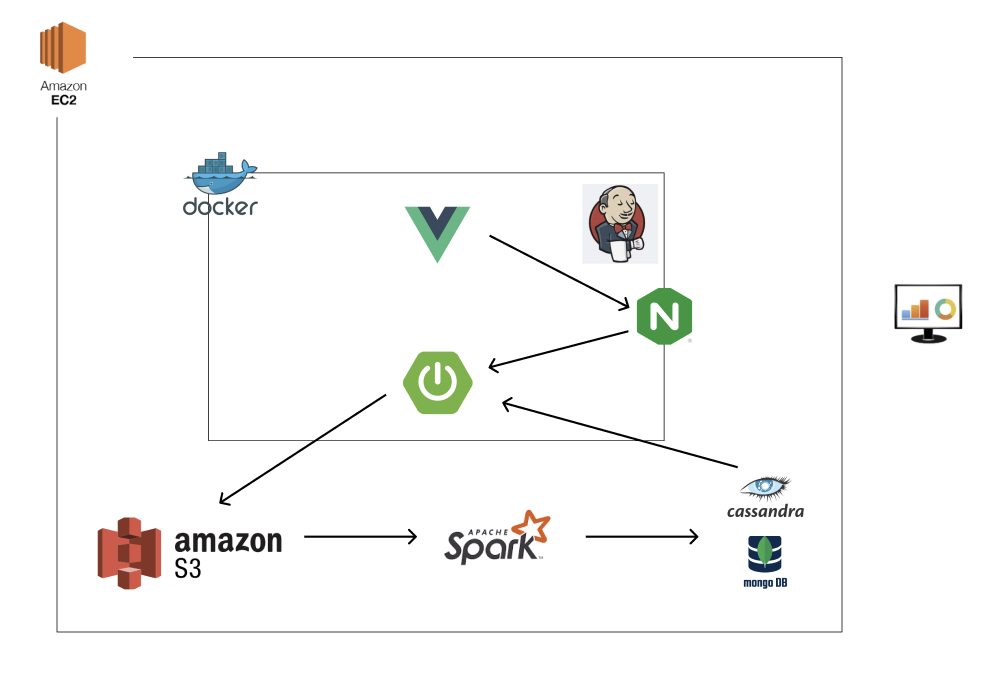 Amazon
EC2
docker
N
amazon
S3
APACHE
Spark
cassandra
mongo DB